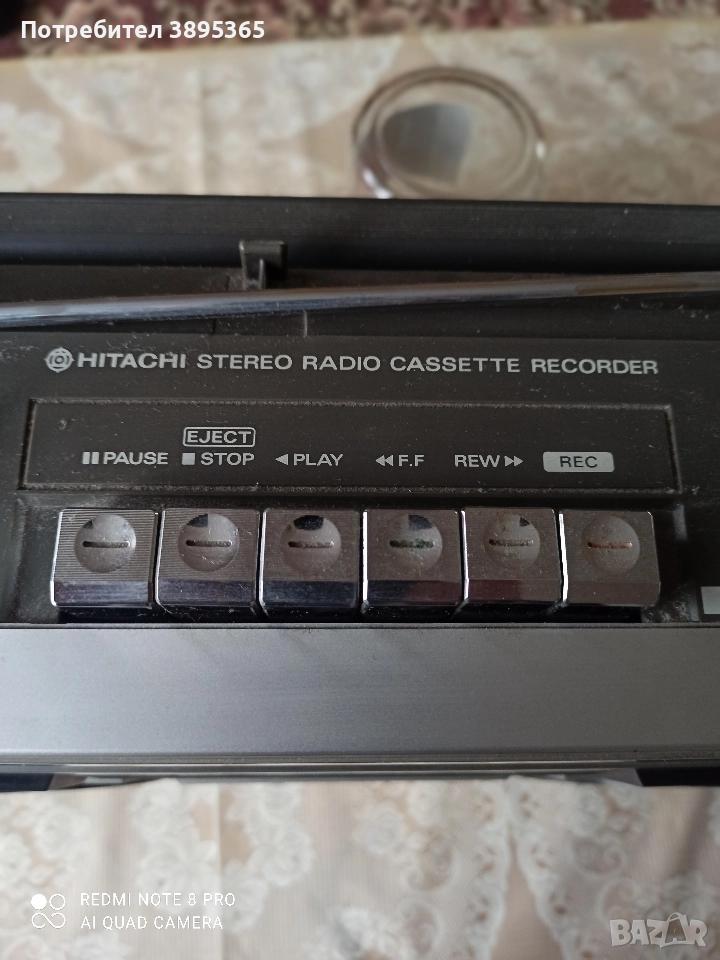 Потребител 3895365
HITACHI STEREO RADIO CASSETTE RECORDER
EJECT
PAUSE STOP PLAY F.F REW REC
REDMI NOTE 8 PRO
AI QUAD CAMERA
BAZAR